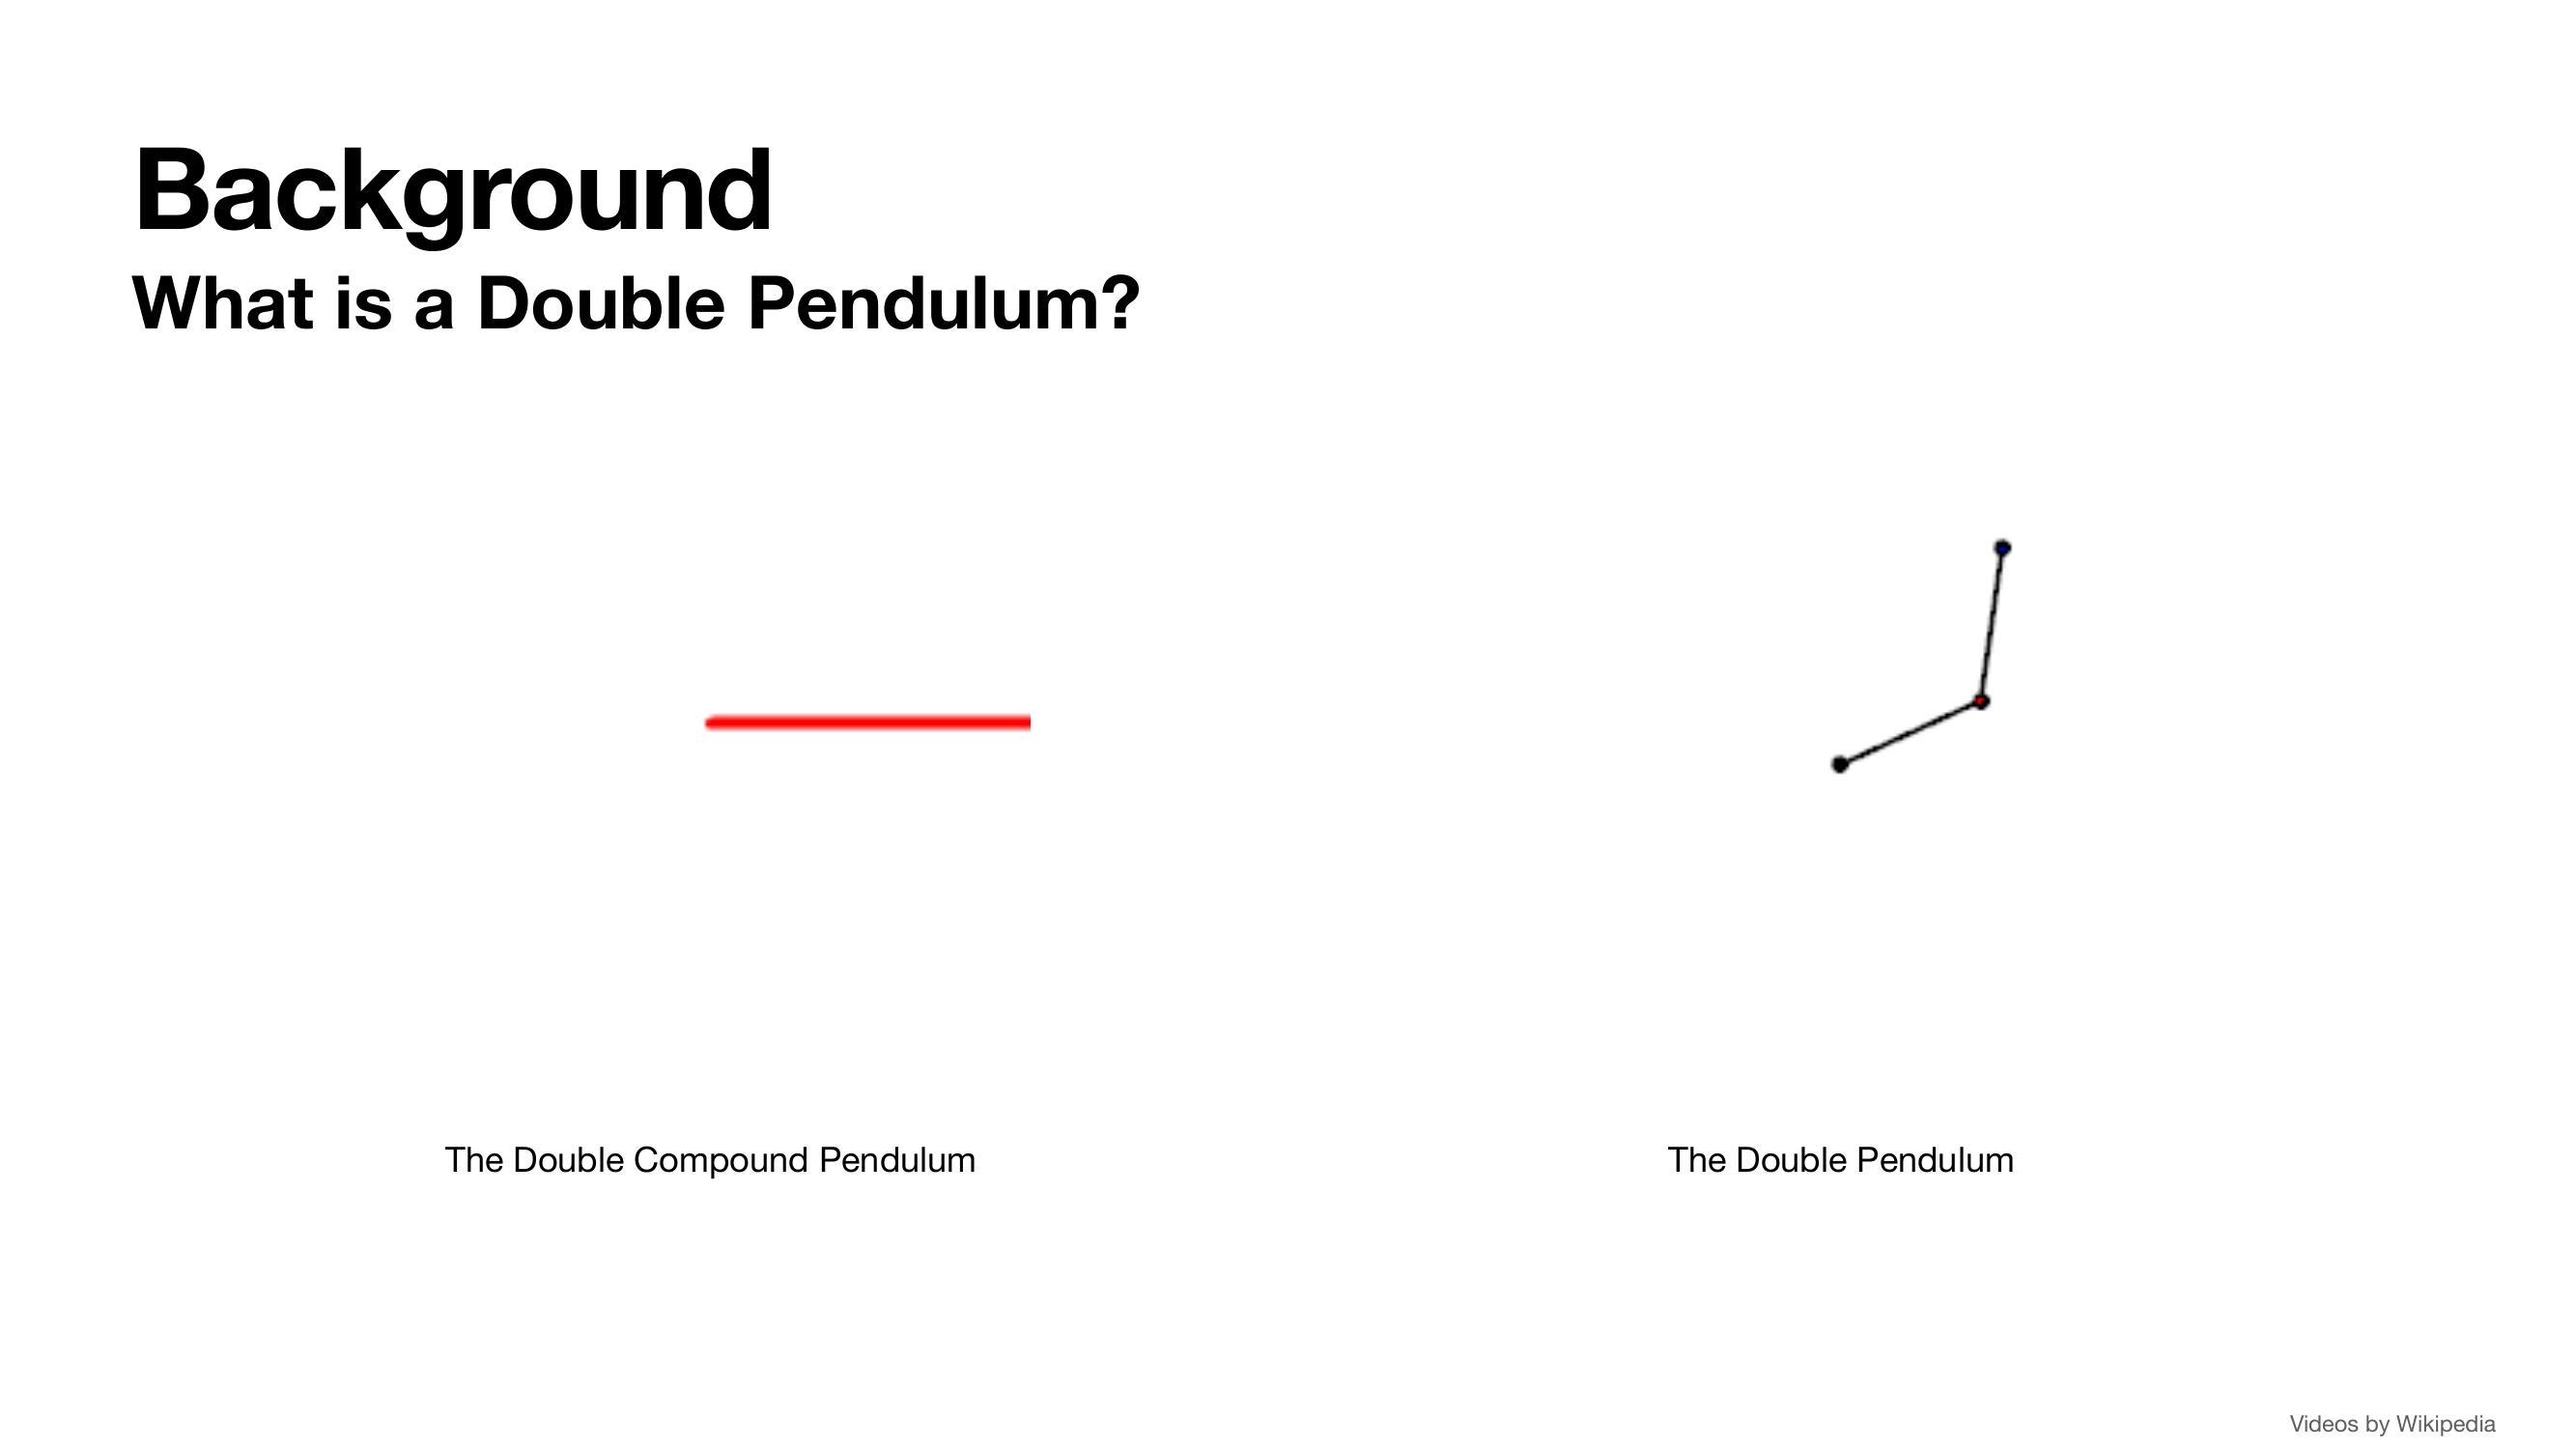 Background
What is a Double Pendulum?
The Double Compound Pendulum
The Double Pendulum
Videos by Wikipedia